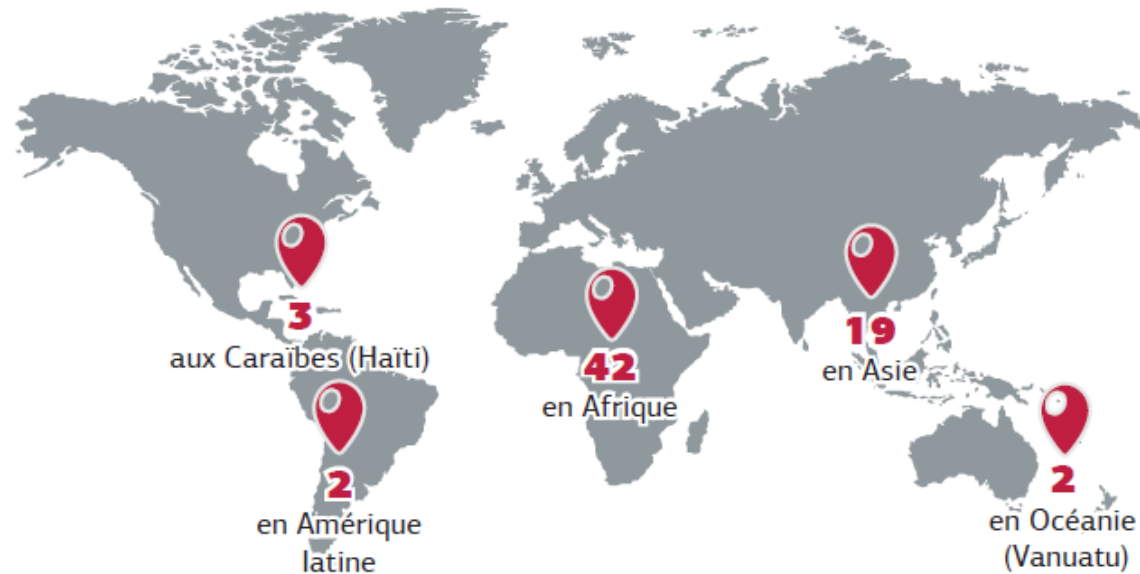 3
aux Caraïbes (Haïti)
42
en Afrique
19
en Asie
2
en Amérique
latine
2
en Océanie
(Vanuatu)